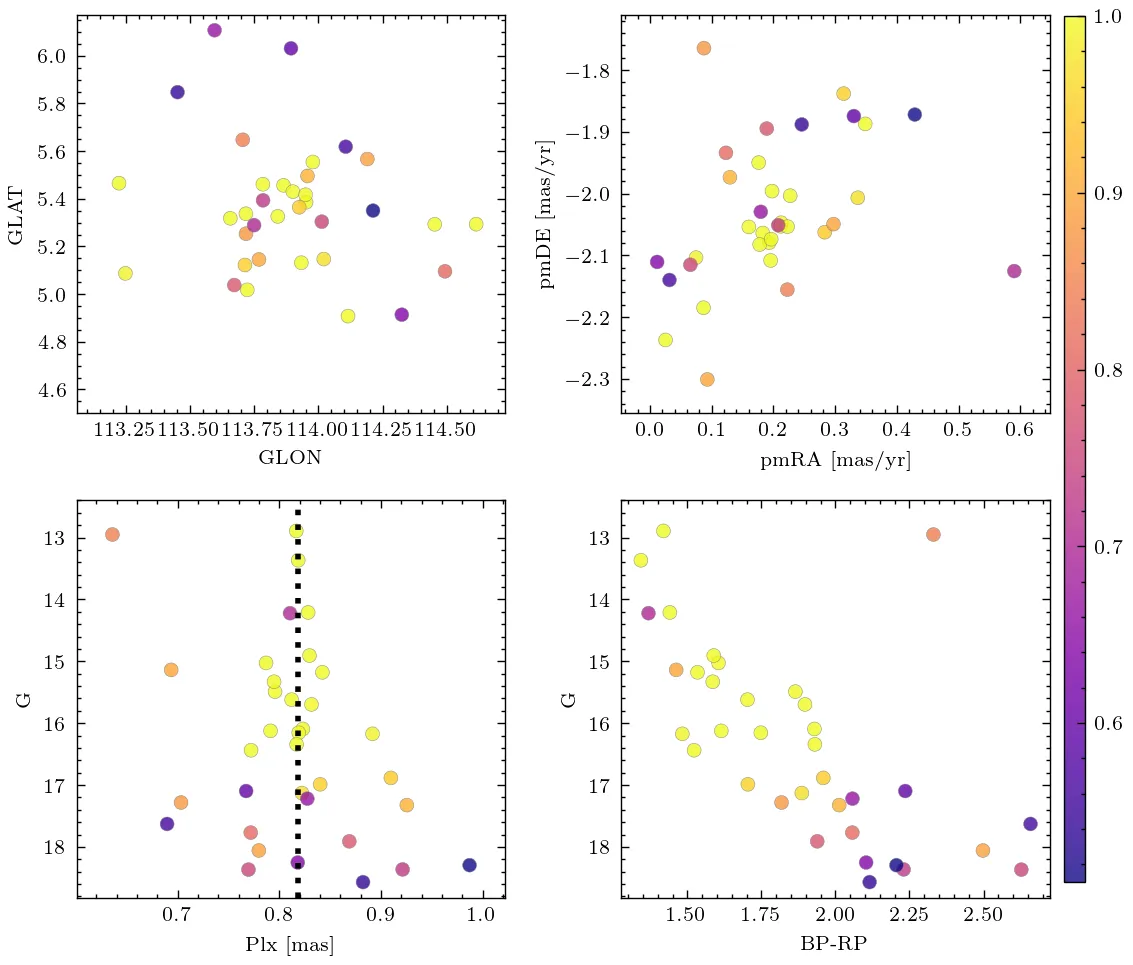 6.0
5.8
5.6
5.4
5.2
5.0
4.8
4.6
GLAT
113.25 113.50 113.75 114.00 114.25 114.50
GLON
−1.8
−1.9
−2.0
−2.1
−2.2
−2.3
pmDE [mas/yr]
0.0 0.1 0.2 0.3 0.4 0.5 0.6
pmRA [mas/yr]
1.0
0.9
0.8
0.7
0.6
13
14
15
16
17
18
G
0.7 0.8 0.9 1.0
Plx [mas]
13
14
15
16
17
18
G
1.50 1.75 2.00 2.25 2.50
BP-RP